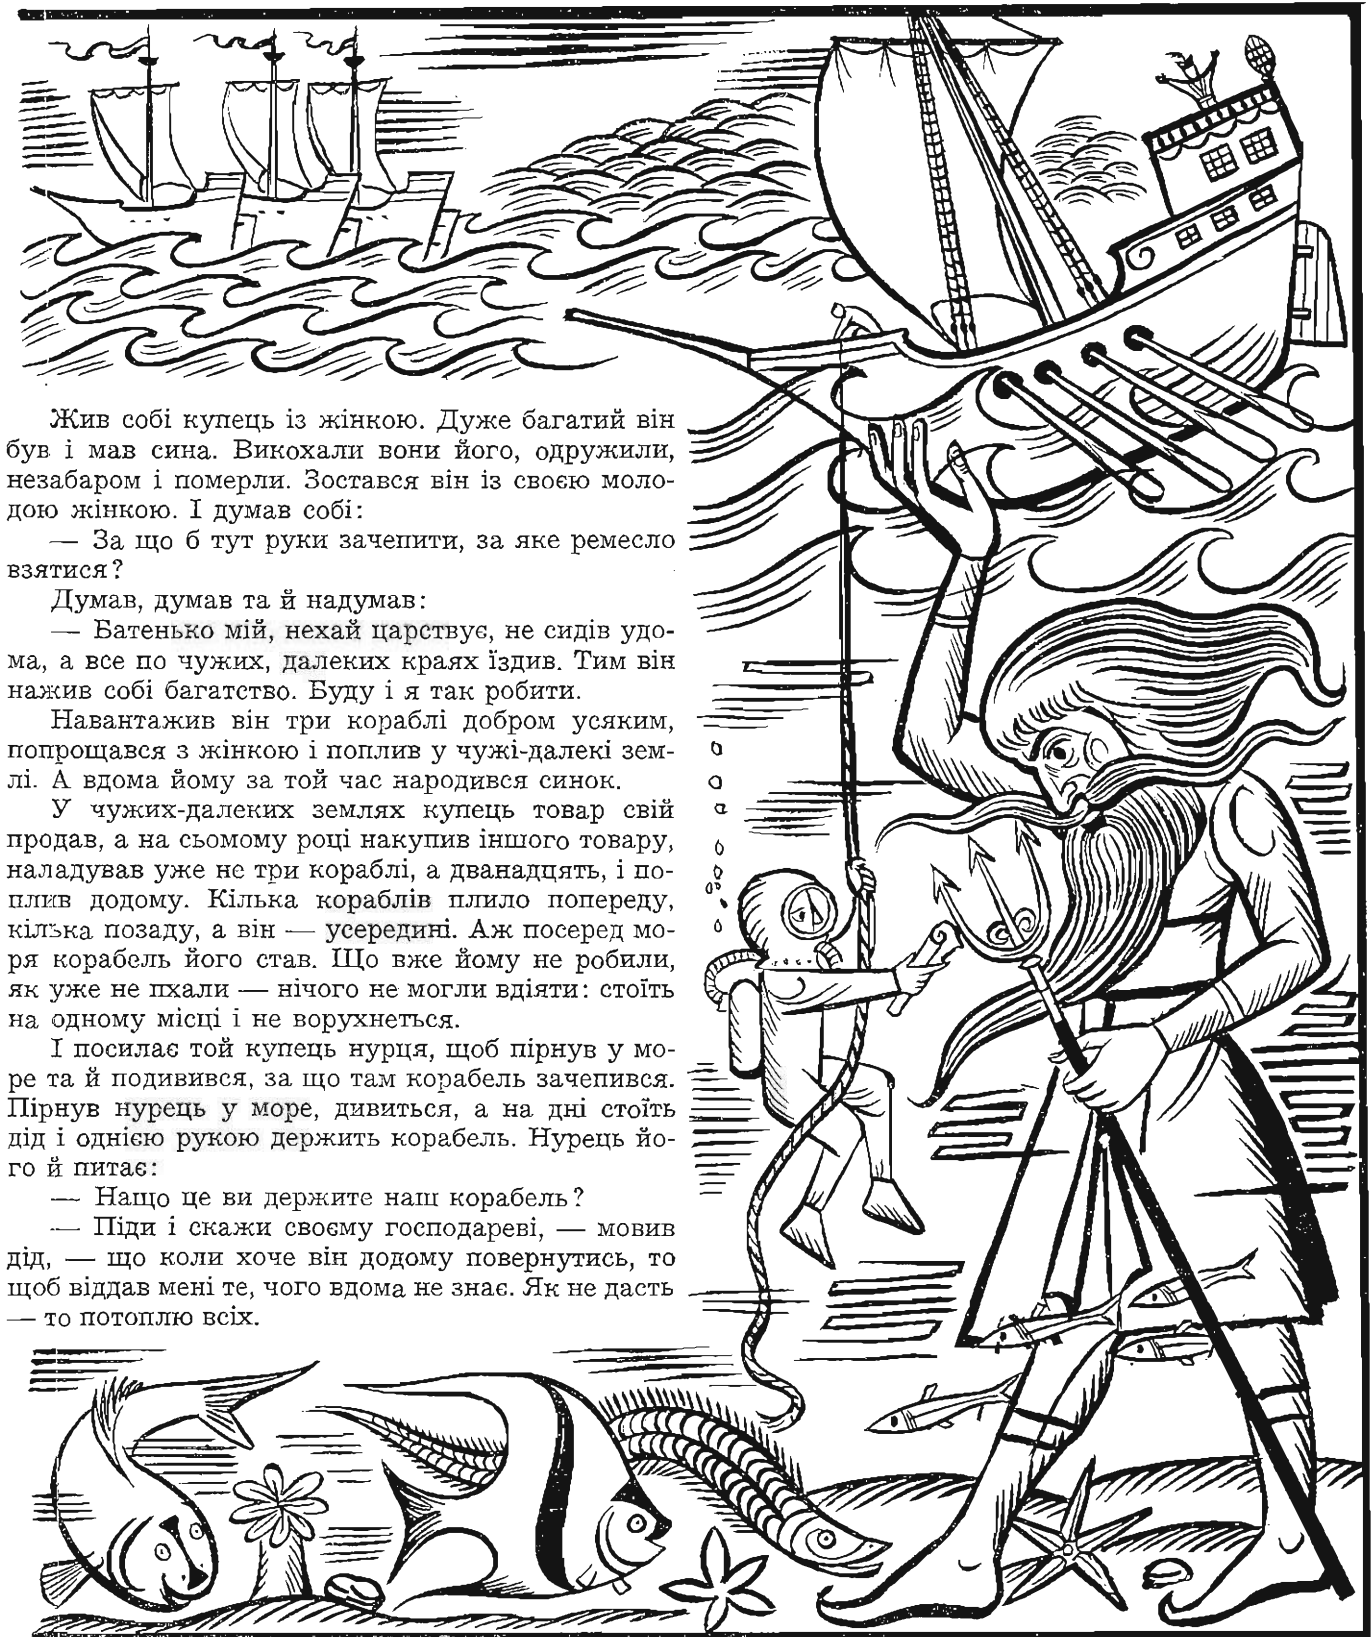 Жив собі купець із жінкою. Дуже багатий він
був і мав сина. Викохали вони його, одружили,
незабаром і померли. Зостався він із своєю моло-
дою жінкою. І думав собі:
— За що б тут руки зачепити, за яке ремесло
взятися?
Думав, думав та й надумав:
— Батенько мій, нехай царствує, не сидів удо-
ма, а все по чужих, далеких краях їздив. Тим він
нажив собі багатство. Буду і я так робити.
Навантажив він три кораблі добром усяким,
попрощався з жінкою і поплив у чужі-далекі зем-
лі. А вдома йому за той час народився синок.
У чужих-далеких землях купець товар свій
продав, а на сьомому році накупив іншого товару,
наладував уже не три кораблі, а дванадцять, і по-
плив додому. Кілька кораблів плило попереду,
кілька позаду, а він — усередині. Аж посеред мо-
ря корабель його став. Що вже йому не робили,
як уже не пхали — нічого не могли вдіяти: стоїть
на одному місці і не ворухнеться.
І посилає той купець нурця, щоб пірнув у мо-
ре та й подивився, за що там корабель зачепився.
Пірнув нурець у море, дивиться, а на дні стоїть
дід і однією рукою держить корабель. Нурець йо-
го й питає:
— Нащо це ви держите наш корабель?
— Піди і скажи своєму господареві, — мовив
дід, — що коли хоче він додому повернутись, то
щоб віддав мені те, чого вдома не знає. Як не дасть
— то потоплю всіх.